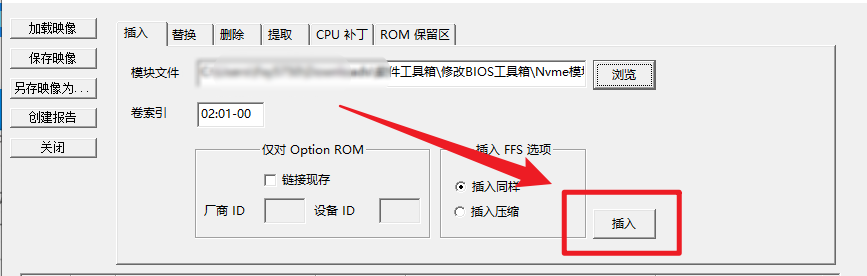 加载映像
保存映像
另存映像为...
创建报告
关闭
插入 替换 删除 提取 CPU 补丁 ROM 保留区
模块文件 件工具箱\修改BIOS工具箱\Nvme模 浏览
卷索引 02:01-00
仅对 Option ROM
链接现存
厂商 ID 设备 ID
插入 FFS 选项
插入同样
插入压缩
插入